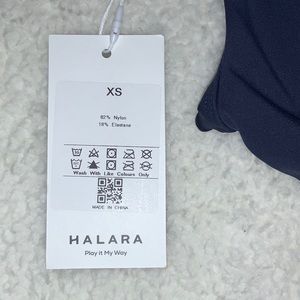 XS
82% Nylon
18% Elastane
Wash With Like Colours Only
MADE IN CHINA
HALARA
Play it My Way